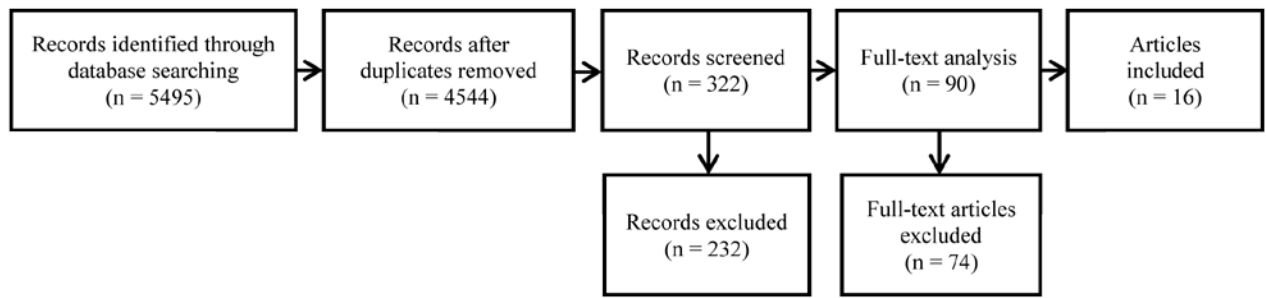 Records identified through
database searching
(n = 5495)
Records after
duplicates removed
(n = 4544)
Records screened
(n = 322)
Full-text analysis
(n = 90)
Articles
included
(n = 16)
Records excluded
(n = 232)
Full-text articles
excluded
(n = 74)